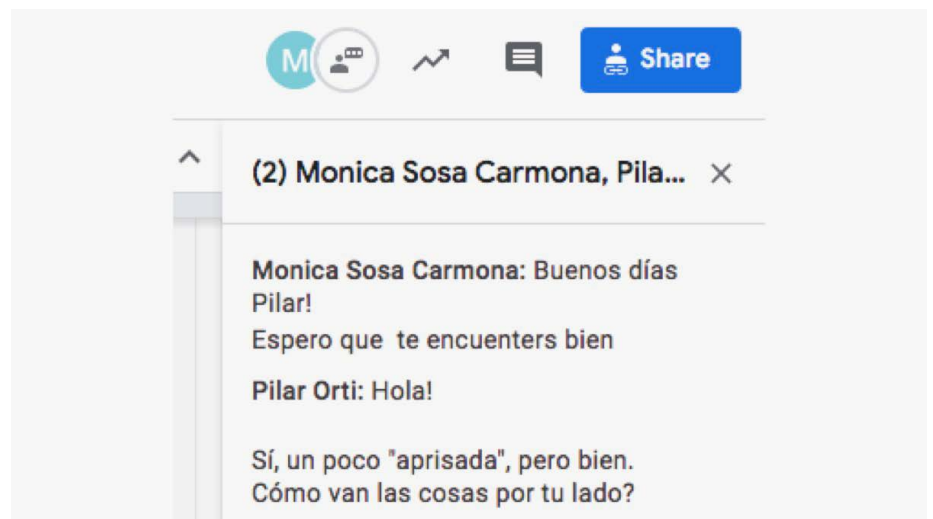 M
Share
(2) Monica Sosa Carmona, Pila...
Monica Sosa Carmona: Buenos días
Pilar!
Espero que  te encuenters bien
Pilar Orti: Hola!
Sí, un poco "aprisada", pero bien.
Cómo van las cosas por tu lado?